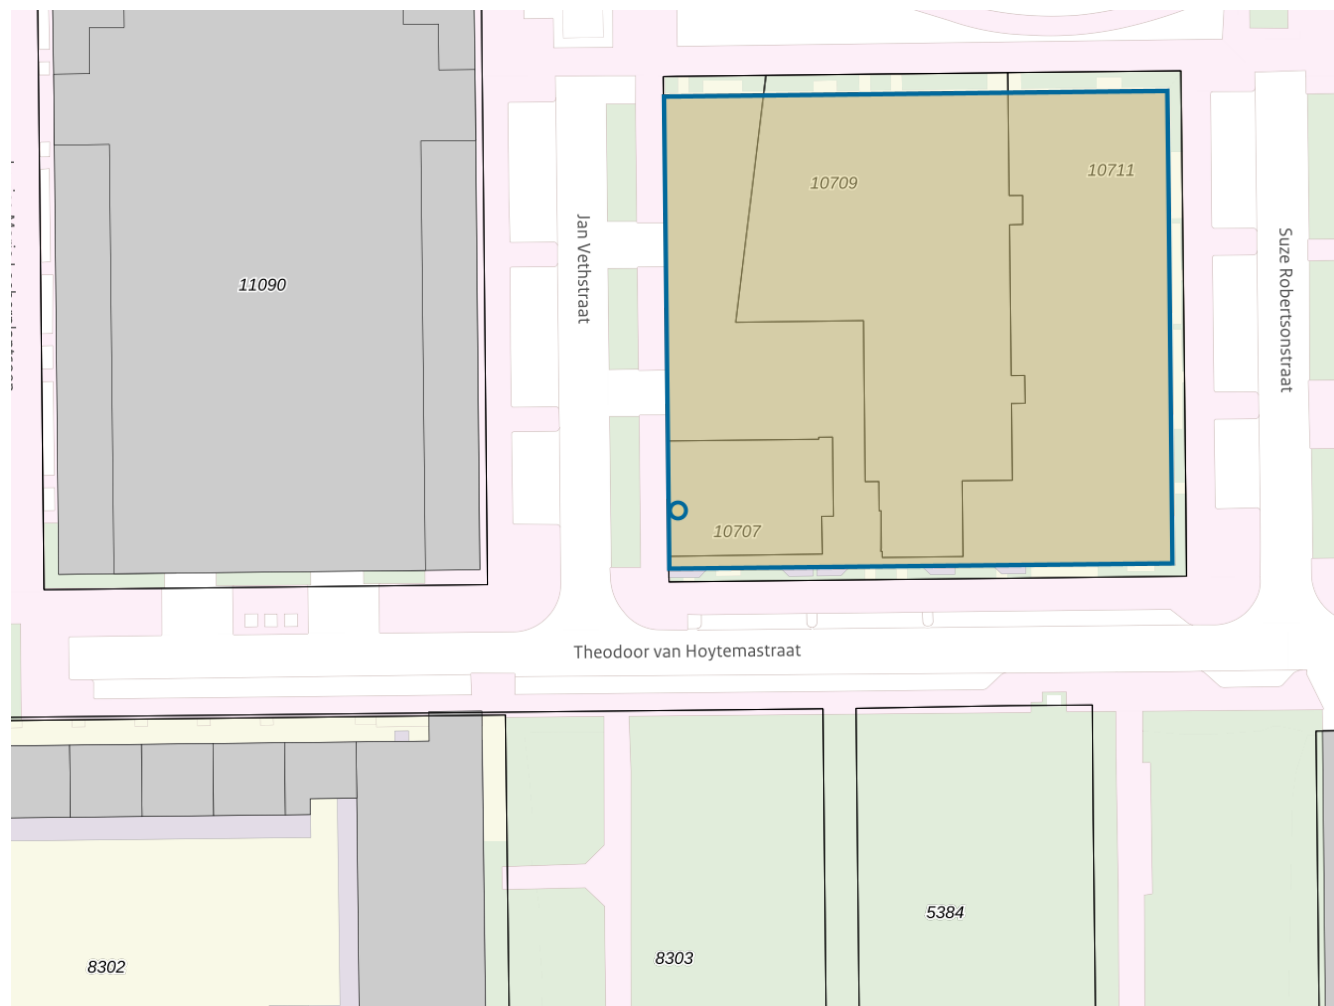 10711
10709
Jan Vethstraat
Suze Robertsonstraat
11090
10707
Theodoor van Hoytemastraat
5384
8303
8302